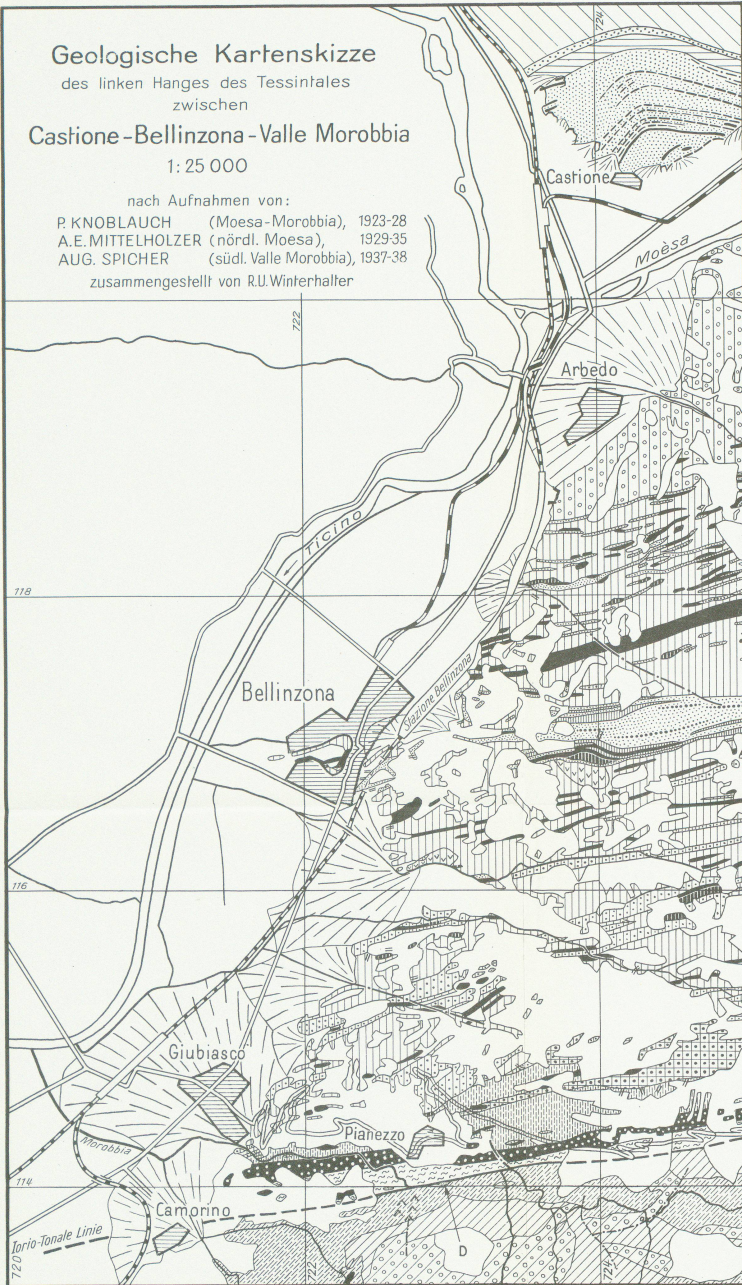 Geologische Kartenskizze
des linken Hanges des Tessintales
zwischen
Castione-Bellinzona-Valle Morobbia
1:25 000
nach Aufnahmen von:
P. KNOBLAUCH (Moesa-Morobbia), 1923-28
A.E. MITTELHOLZER (nördl. Moesa), 1929-35
AUG. SPICHER (südl. Valle Morobbia), 1937-38
zusammengestellt von R.U. Winterhalter
724
Castione
Moësa
722
Arbedo
Ticino
118
Bellinzona
Stazione Bellinzona
116
Giubiasco
Pianezzo
Morobbia
114
Camorino
Iorio-Tonale Linie
D
720
722
724